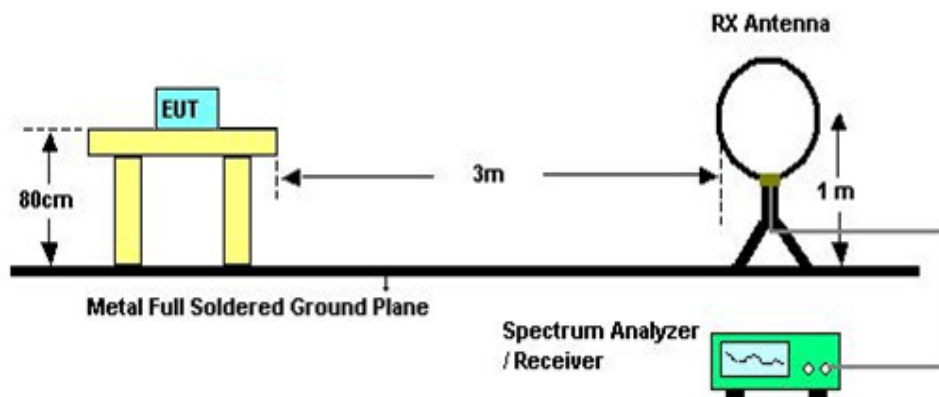 RX Antenna
EUT
3m
80cm
1 m
Metal Full Soldered Ground Plane
Spectrum Analyzer
/ Receiver